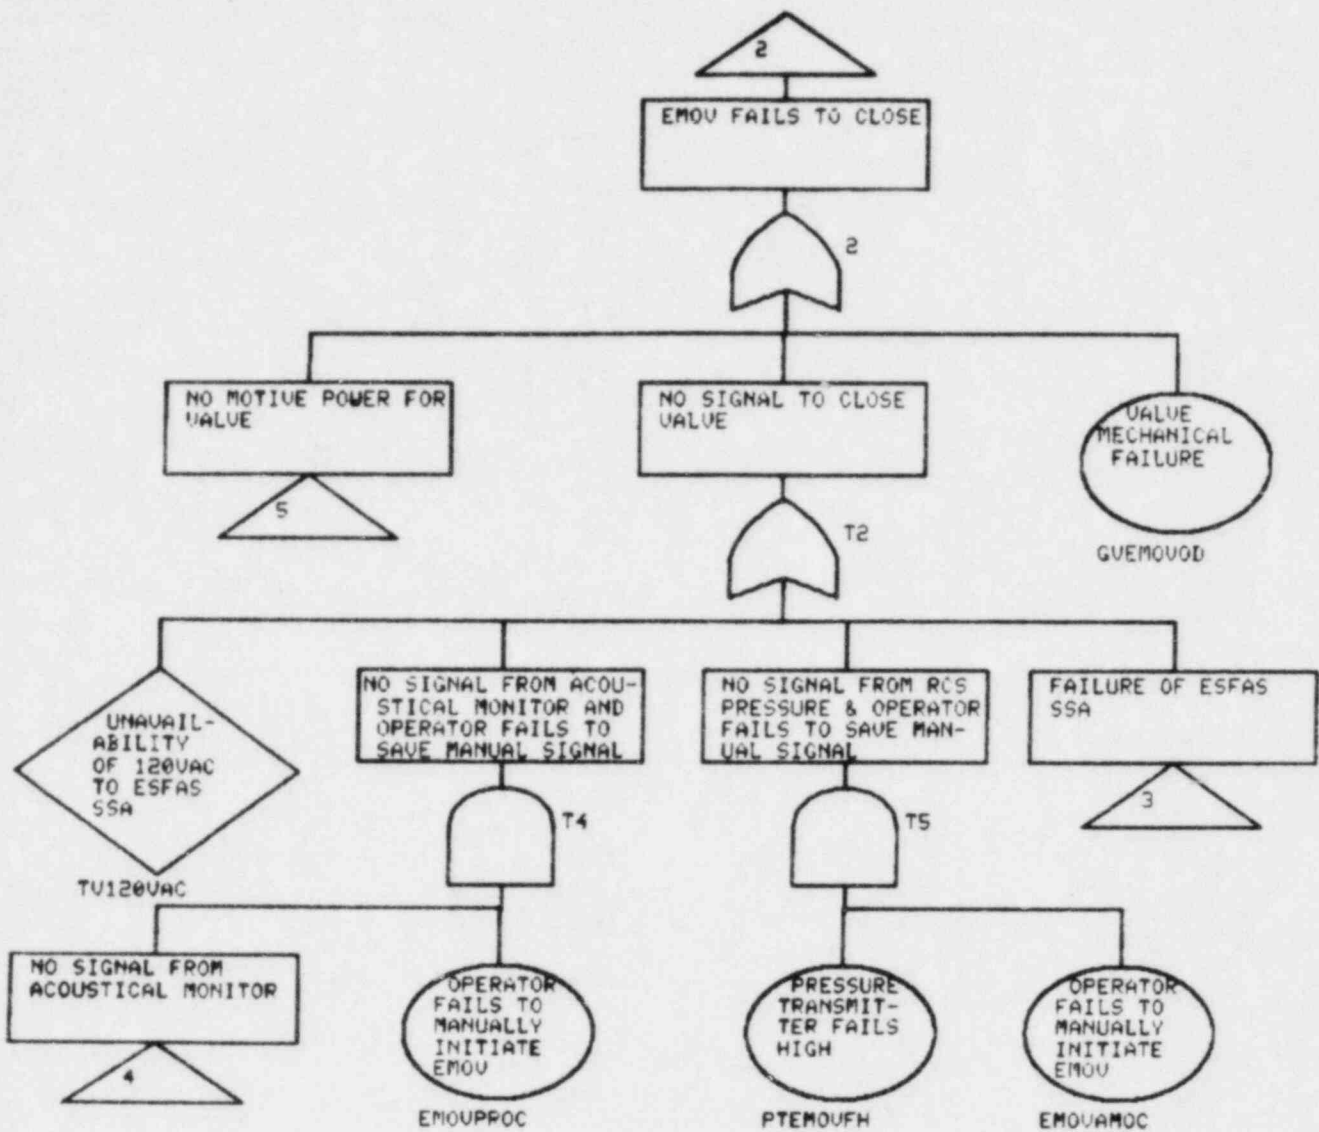 2
EMOV FAILS TO CLOSE
2
NO MOTIVE POWER FOR
VALVE
5
NO SIGNAL TO CLOSE
VALVE
T2
VALVE
MECHANICAL
FAILURE
GVEMOVOD
UNAVAIL-
ABILITY
OF 120VAC
TO ESFAS
SSA
TV120VAC
NO SIGNAL FROM ACOU-
STICAL MONITOR AND
OPERATOR FAILS TO
SAVE MANUAL SIGNAL
T4
NO SIGNAL FROM RCS
PRESSURE & OPERATOR
FAILS TO SAVE MAN-
UAL SIGNAL
T5
FAILURE OF ESFAS
SSA
3
NO SIGNAL FROM
ACOUSTICAL MONITOR
4
OPERATOR
FAILS TO
MANUALLY
INITIATE
EMOV
EMOVPROC
PRESSURE
TRANSMIT-
TER FAILS
HIGH
PTEMOVFH
OPERATOR
FAILS TO
MANUALLY
INITIATE
EMOV
EMOVAMOC